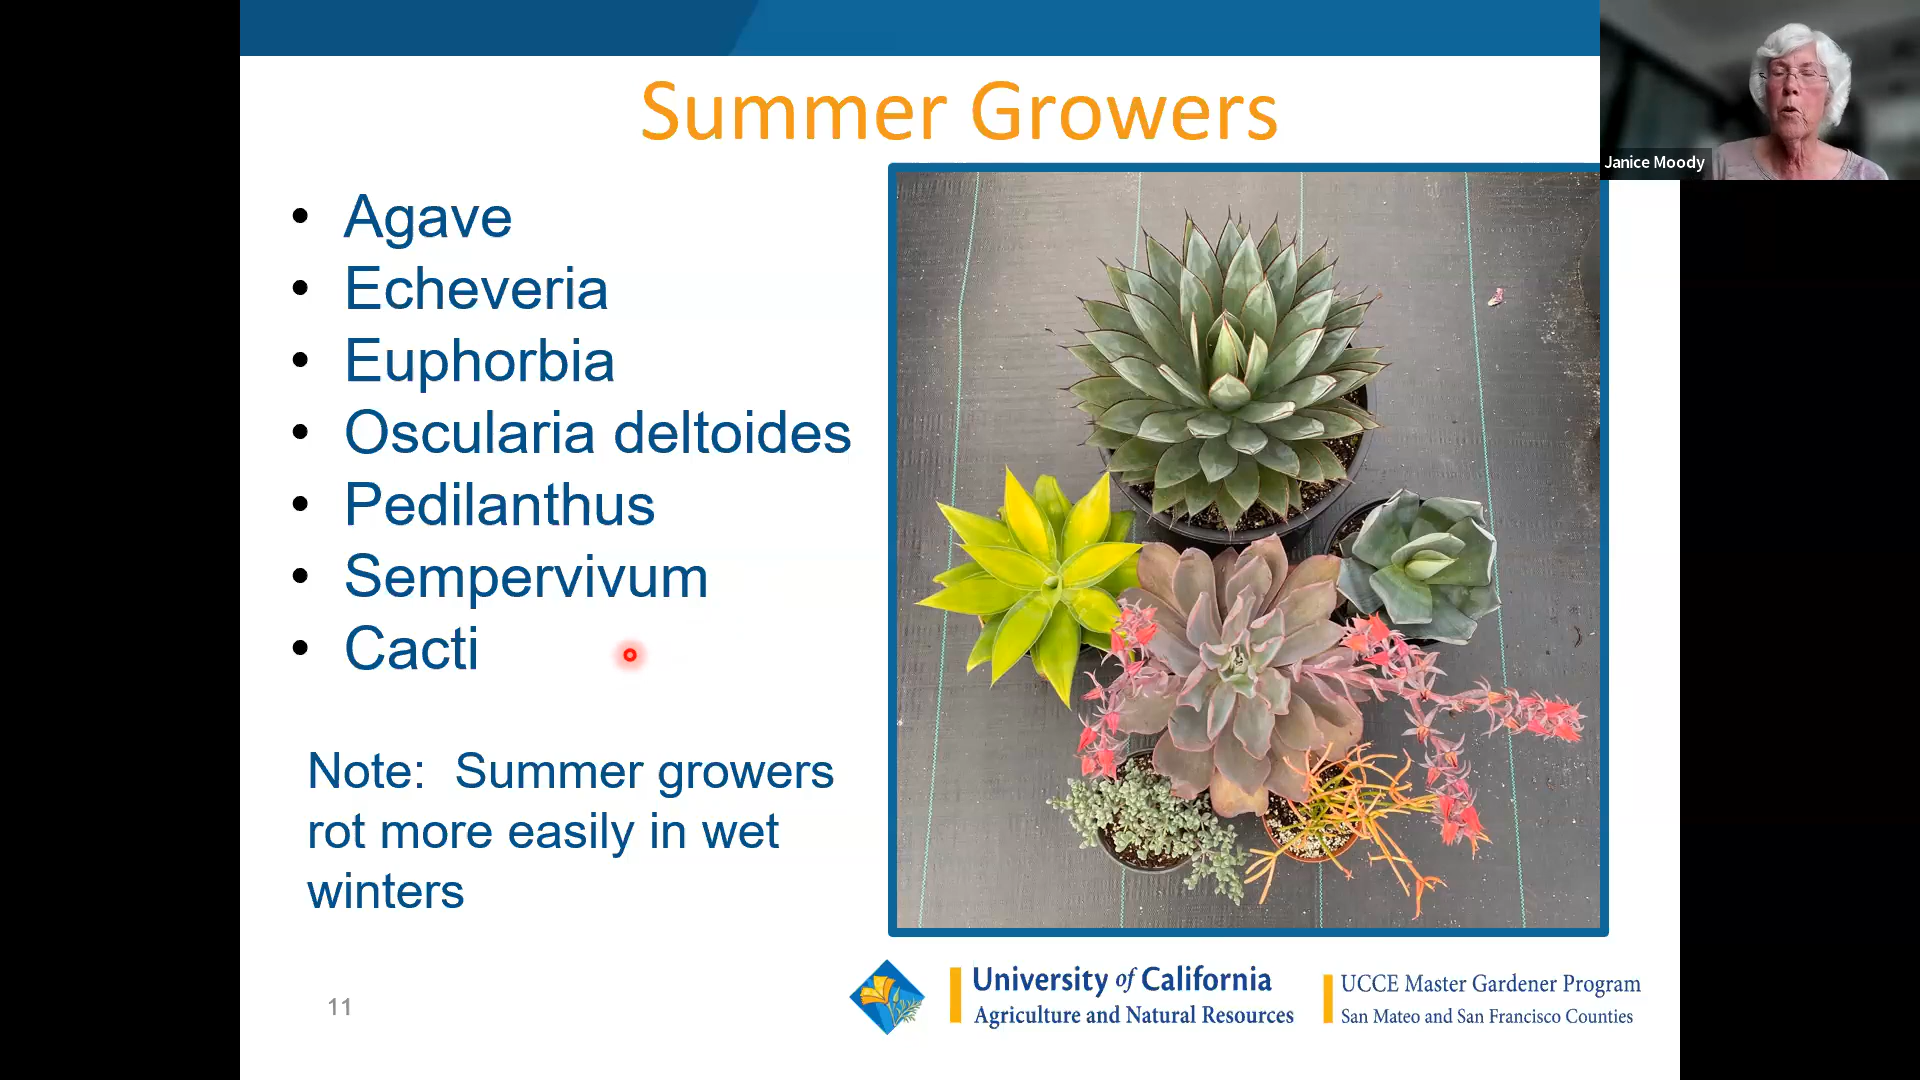 Summer Growers
Janice Moody
• Agave
• Echeveria
• Euphorbia
• Oscularia deltoides
• Pedilanthus
• Sempervivum
• Cacti
Note: Summer growers
rot more easily in wet
winters
11
University of California
Agriculture and Natural Resources
UCCE Master Gardener Program
San Mateo and San Francisco Counties